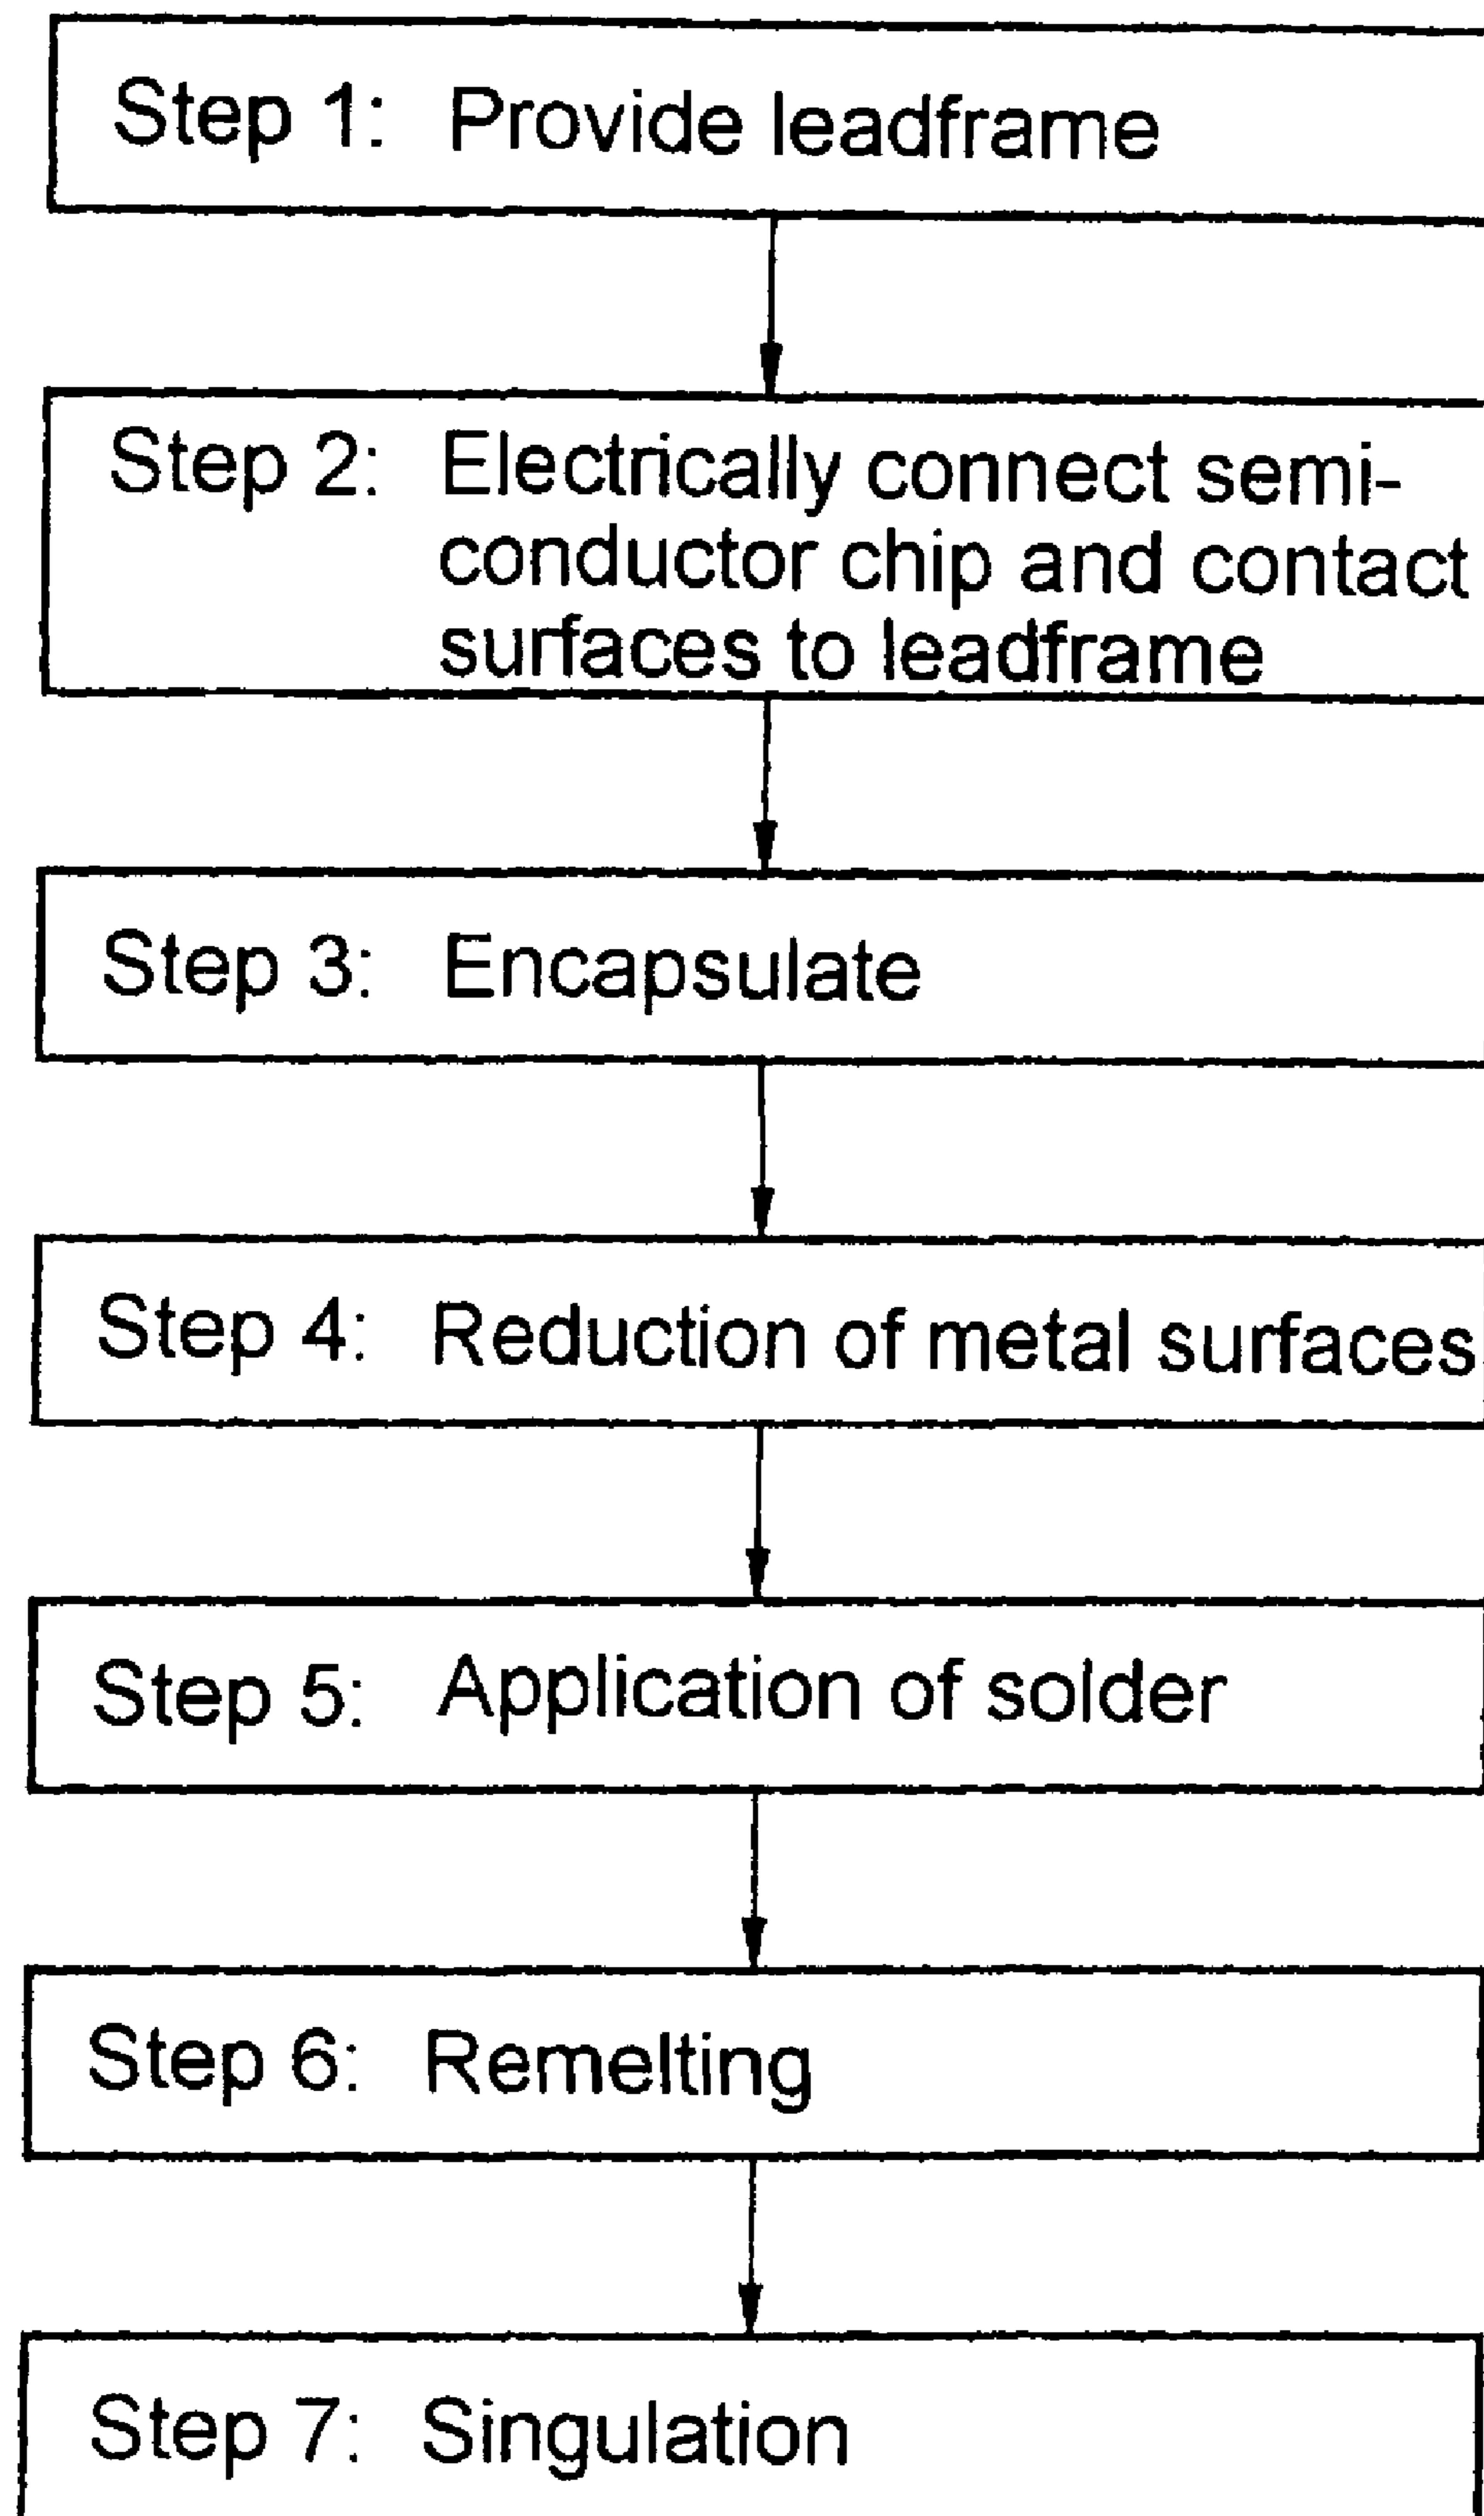 Step 1: Provide leadframe
Step 2: Electrically connect semi-
conductor chip and contact
surfaces to leadframe
Step 3: Encapsulate
Step 4: Reduction of metal surfaces
Step 5: Application of solder
Step 6: Remelting
Step 7: Singulation